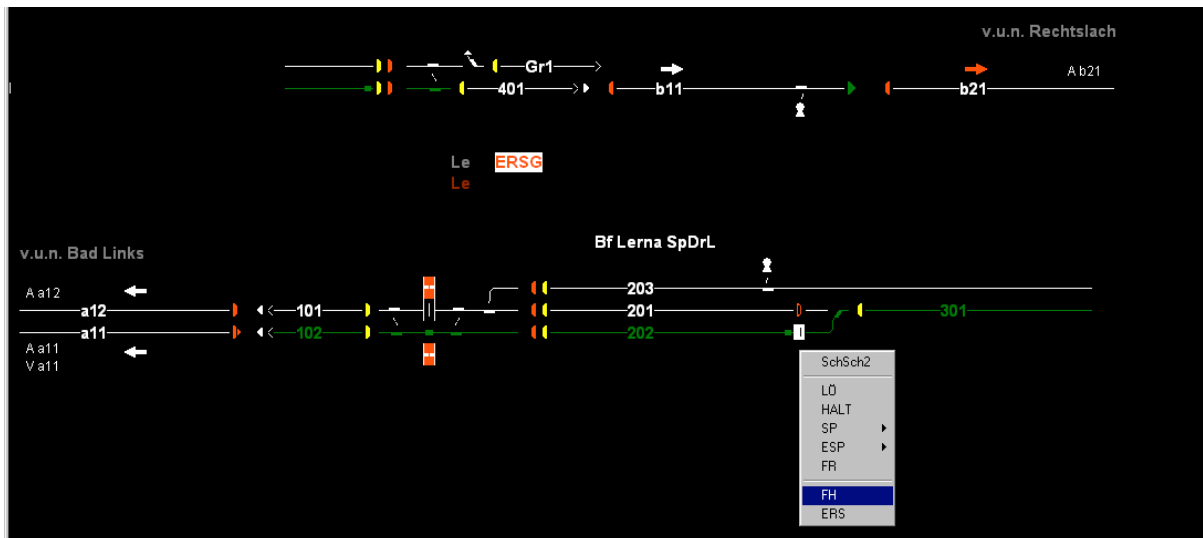 v.u.n. Rechtslach
Gr1
A b21
401
b11
b21
Le ERSG
Le
Bf Lerna SpDrL
v.u.n. Bad Links
A a12
203
a12
101
201
301
a11
102
202
A a11
V a11
SchSch2
LÖ
HALT
SP
ESP
FR
FH
ERS